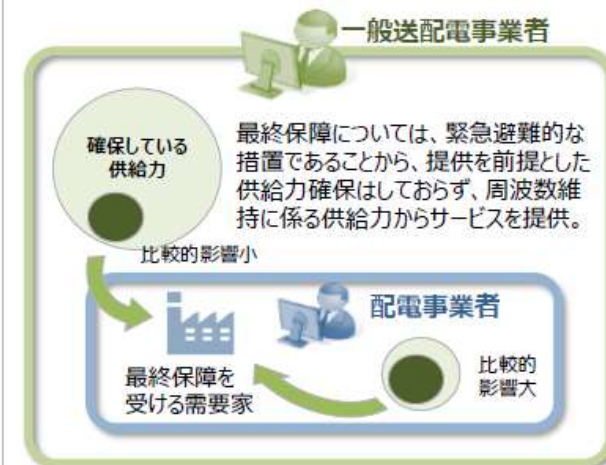 一般送配電事業者
確保している
供給力
最終保障については、緊急避難的な
措置であることから、提供を前提とした
供給力確保はしておらず、周波数維
持に係る供給力からサービスを提供。
比較的影響小
配電事業者
最終保障を
受ける需要家
比較的
影響大